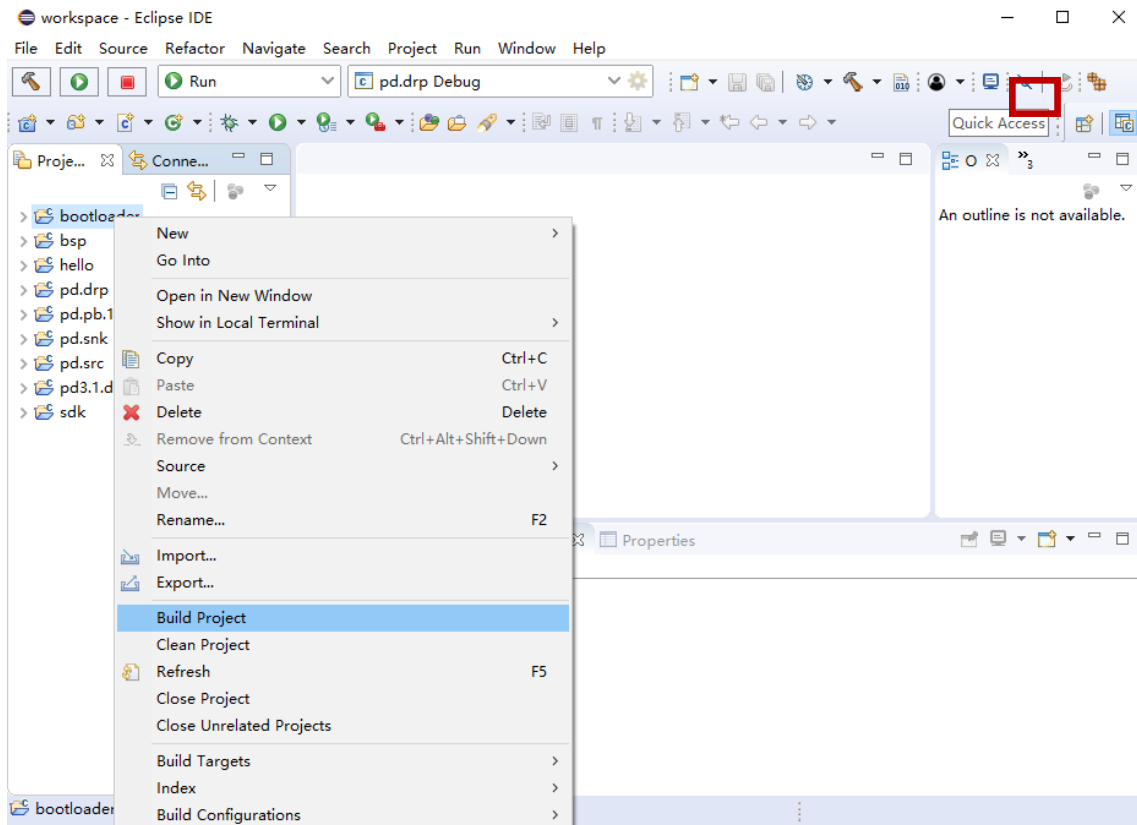 workspace - Eclipse IDE
File Edit Source Refactor Navigate Search Project Run Window Help
Run
pd.drp Debug
010
Quick Access
Proje...
Conne...
O
3
An outline is not available.
bootloader
bsp
hello
pd.drp
pd.pb.1
pd.snk
pd.src
pd3.1.d
sdk
New
Go Into
Open in New Window
Show in Local Terminal
Copy Ctrl+C
Paste Ctrl+V
Delete Delete
Remove from Context Ctrl+Alt+Shift+Down
Source
Move...
Rename... F2
Import...
Export...
Build Project
Clean Project
Refresh F5
Close Project
Close Unrelated Projects
Build Targets
Index
Build Configurations
Properties
bootloader